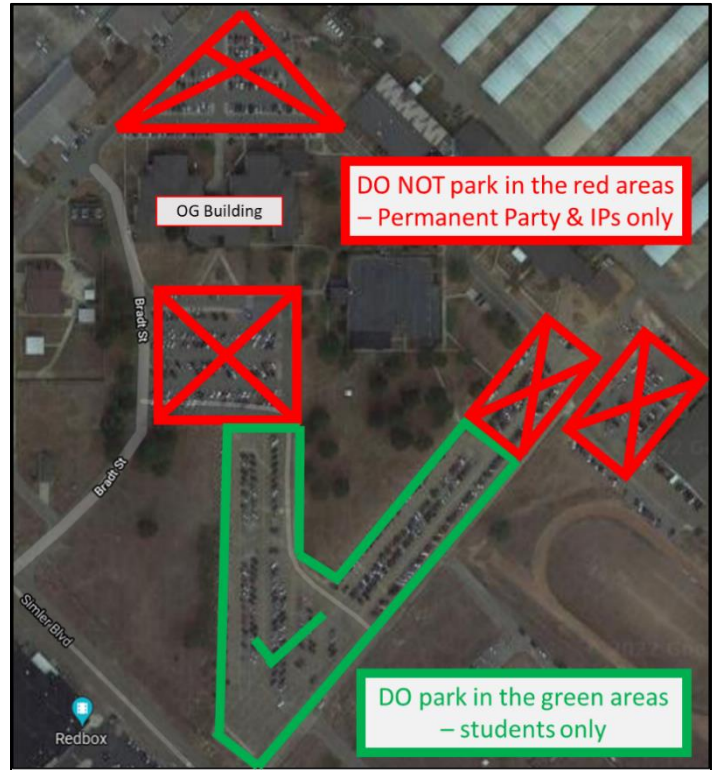 OG Building
DO NOT park in the red areas
– Permanent Party & IPs only
Bradt St
Bradt St
Simler Blvd
Redbox
DO park in the green areas
– students only